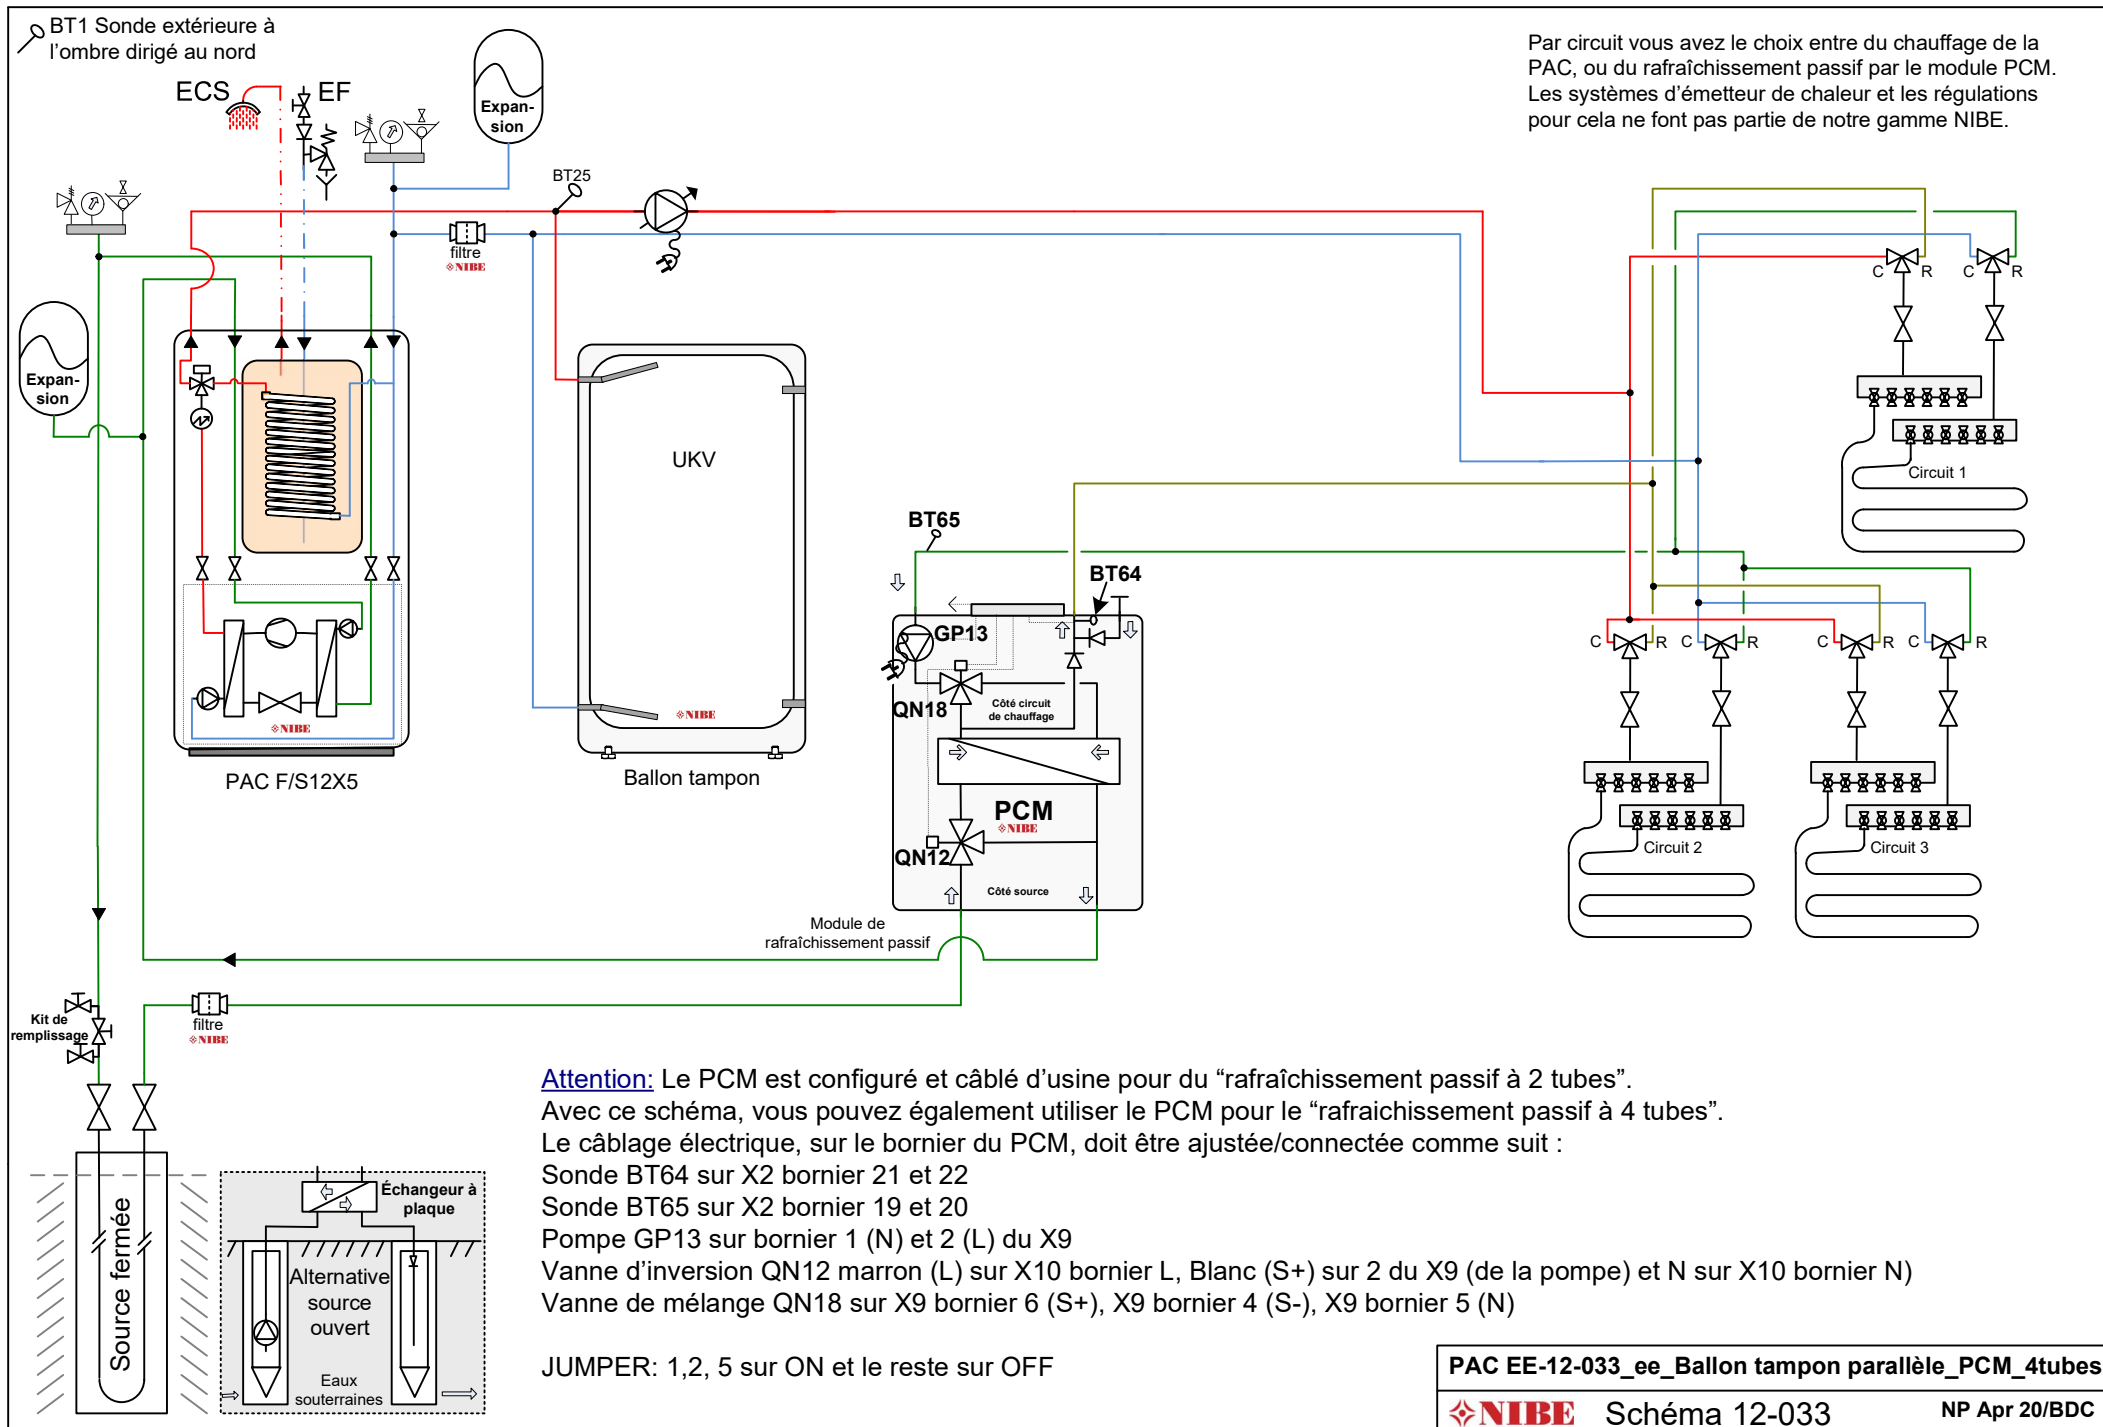 BT1 Sonde extérieure à
l'ombre dirigé au nord
ECS
EF
Expan-
sion
BT25
filtre
NIBE
Par circuit vous avez le choix entre du chauffage de la
PAC, ou du rafraîchissement passif par le module PCM.
Les systèmes d'émetteur de chaleur et les régulations
pour cela ne font pas partie de notre gamme NIBE.
C
R
C
R
Circuit 1
Expan-
sion
NIBE
PAC F/S12X5
UKV
NIBE
Ballon tampon
BT65
BT64
GP13
QN18
Côté circuit
de chauffage
PCM
NIBE
QN12
Côté source
Module de
rafraîchissement passif
C
R
C
R
C
R
C
R
Circuit 2
Circuit 3
Kit de
remplissage
filtre
NIBE
Source fermée
Échangeur à
plaque
Alternative
source
ouvert
Eaux
souterraines
Attention: Le PCM est configuré et câblé d'usine pour du “rafraîchissement passif à 2 tubes”.
Avec ce schéma, vous pouvez également utiliser le PCM pour le “rafraichissement passif à 4 tubes”.
Le câblage électrique, sur le bornier du PCM, doit être ajustée/connectée comme suit :
Sonde BT64 sur X2 bornier 21 et 22
Sonde BT65 sur X2 bornier 19 et 20
Pompe GP13 sur bornier 1 (N) et 2 (L) du X9
Vanne d'inversion QN12 marron (L) sur X10 bornier L, Blanc (S+) sur 2 du X9 (de la pompe) et N sur X10 bornier N)
Vanne de mélange QN18 sur X9 bornier 6 (S+), X9 bornier 4 (S-), X9 bornier 5 (N)
JUMPER: 1,2, 5 sur ON et le reste sur OFF
PAC EE-12-033_ee_Ballon tampon parallèle_PCM_4tubes
NIBE Schéma 12-033 NP Apr 20/BDC